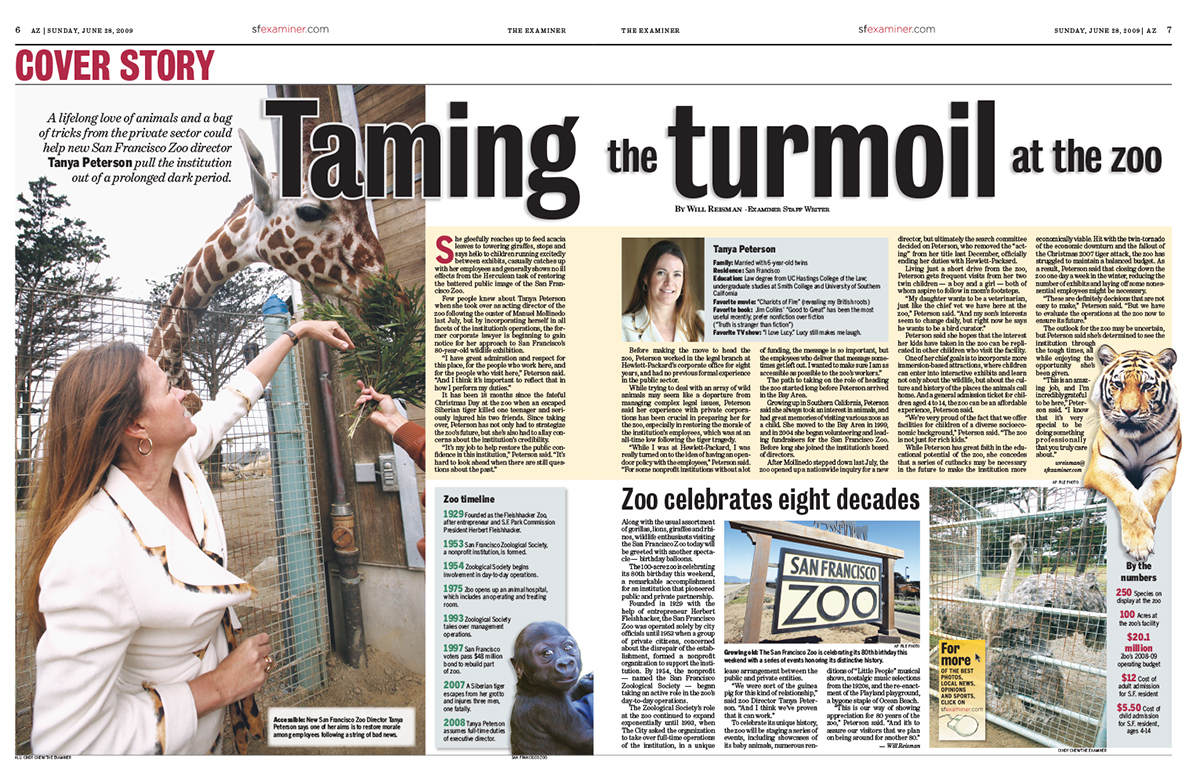 6 AZ | SUNDAY, JUNE 28, 2009
sfexaminer.com
THE EXAMINER
THE EXAMINER
sfexaminer.com
SUNDAY, JUNE 28, 2009 | AZ 7
COVER STORY
A lifelong love of animals and a bag
of tricks from the private sector could
help new San Francisco Zoo director
Tanya Peterson pull the institution
out of a prolonged dark period.
Taming the turmoil at the zoo
BY WILL REISMAN - EXAMINER STAFF WRITER
She gleefully reaches up to feed acacia
leaves to towering giraffes, stops and
says hello to children running excitedly
between exhibits, casually catches up
with her employees and generally shows no ill
effects from the Herculean task of restoring
the battered public image of the San Fran-
cisco Zoo.
Few people knew about Tanya Peterson
when she took over as acting director of the
zoo following the ouster of Manuel Mollinedo
last July, but by incorporating herself in all
facets of the institution's operations, the for-
mer corporate lawyer is beginning to gain
notice for her approach to San Francisco's
80-year-old wildlife exhibition.
"I have great admiration and respect for
this place, for the people who work here, and
for the people who visit here," Peterson said.
"And I think it's important to reflect that in
how I perform my duties."
It has been 18 months since the fateful
Christmas Day at the zoo when an escaped
Siberian tiger killed one teenager and seri-
ously injured his two friends. Since taking
over, Peterson has not only had to strategize
the zoo's future, but she's also had to allay con-
cerns about the institution's credibility.
"It's my job to help restore the public con-
fidence in this institution," Peterson said. "It's
hard to look ahead when there are still ques-
tions about the past."
Tanya Peterson
Family: Married with 6-year-old twins
Residence: San Francisco
Education: Law degree from UC Hastings College of the Law;
undergraduate studies at Smith College and University of Southern
California
Favorite movie: "Chariots of Fire" (revealing my British roots)
Favorite book: Jim Collins' "Good to Great" has been the most
useful recently; prefer nonfiction over fiction
("Truth is stranger than fiction")
Favorite TV show: "I Love Lucy." Lucy still makes me laugh.
Before making the move to head the
zoo, Peterson worked in the legal branch at
Hewlett-Packard's corporate office for eight
years, and had no previous formal experience
in the public sector.
While trying to deal with an array of wild
animals may seem like a departure from
managing complex legal issues, Peterson
said her experience with private corpora-
tions has been crucial in preparing her for
the zoo, especially in restoring the morale of
the institution's employees, which was at an
all-time low following the tiger tragedy.
"While I was at Hewlett-Packard, I was
really turned on to the idea of having an open-
door policy with the employees," Peterson said.
"For some nonprofit institutions without a lot
of funding, the message is so important, but
the employees who deliver that message some-
times get left out. I wanted to make sure I am as
accessible as possible to the zoo's workers."
The path to taking on the role of heading
the zoo started long before Peterson arrived
in the Bay Area.
Growing up in Southern California, Peterson
said she always took an interest in animals, and
had great memories of visiting various zoos as
a child. She moved to the Bay Area in 1999,
and in 2004 she began volunteering and lead-
ing fundraisers for the San Francisco Zoo.
Before long she joined the institution's board
of directors.
After Mollinedo stepped down last July, the
zoo opened up a nationwide inquiry for a new
director, but ultimately the search committee
decided on Peterson, who removed the "act-
ing" from her title last December, officially
ending her duties with Hewlett-Packard.
Living just a short drive from the zoo,
Peterson gets frequent visits from her two
twin children — a boy and a girl — both of
whom aspire to follow in mom's footsteps.
"My daughter wants to be a veterinarian,
just like the chief vet we have here at the
zoo," Peterson said. "And my son's interests
seem to change daily, but right now he says
he wants to be a bird curator."
Peterson said she hopes that the interest
her kids have taken in the zoo can be repli-
cated in other children who visit the facility.
One of her chief goals is to incorporate more
immersion-based attractions, where children
can enter into interactive exhibits and learn
not only about the wildlife, but about the cul-
ture and history of the places the animals call
home. And a general admission ticket for chil-
dren aged 4 to 14, the zoo can be an affordable
experience, Peterson said.
"We're very proud of the fact that we offer
facilities for children of a diverse socioeco-
nomic background," Peterson said. "The zoo
is not just for rich kids."
While Peterson has great faith in the edu-
cational potential of the zoo, she concedes
that a series of cutbacks may be necessary
in the future to make the institution more
economically viable. Hit with the twin-tornado
of the economic downturn and the fallout of
the Christmas 2007 tiger attack, the zoo has
struggled to maintain a balanced budget. As
a result, Peterson said that closing down the
zoo one day a week in the winter, reducing the
number of exhibits and laying off some nones-
sential employees might be necessary.
"These are definitely decisions that are not
easy to make," Peterson said. "But we have
to evaluate the operations at the zoo now to
ensure its future."
The outlook for the zoo may be uncertain,
but Peterson said she's determined to see the
institution through
the tough times, all
while enjoying the
opportunity she's
been given.
"This is an amaz-
ing job, and I'm
incredibly grateful
to be here," Peter-
son said. "I know
that it's very
special to be
doing something
professionally
that you truly care
about."
wreisman@
sfexaminer.com
AP FILE PHOTO
Zoo timeline
1929 Founded as the Fleishhacker Zoo,
after entrepreneur and S.F. Park Commission
President Herbert Fleishhacker.
1953 San Francisco Zoological Society,
a nonprofit institution, is formed.
1954 Zoological Society begins
involvement in day-to-day operations.
1975 Zoo opens up an animal hospital,
which includes an operating and treating
room.
1993 Zoological Society
takes over management
operations.
1997 San Francisco
voters pass $48 million
bond to rebuild part
of zoo.
2007 A Siberian tiger
escapes from her grotto
and injures three men,
one fatally.
2008 Tanya Peterson
assumes full-time duties
of executive director.
Accessible: New San Francisco Zoo Director Tanya
Peterson says one of her aims is to restore morale
among employees following a string of bad news.
ALL: CINDY CHEW/THE EXAMINER
SAN FRANCISCO ZOO
Zoo celebrates eight decades
Along with the usual assortment
of gorillas, lions, giraffes and rhi-
nos, wildlife enthusiasts visiting
the San Francisco Zoo today will
be greeted with another specta-
cle — birthday balloons.
The 100-acre zoo is celebrating
its 80th birthday this weekend,
a remarkable accomplishment
for an institution that pioneered
public and private partnership.
Founded in 1929 with the
help of entrepreneur Herbert
Fleishhacker, the San Francisco
Zoo was operated solely by city
officials until 1953 when a group
of private citizens, concerned
about the disrepair of the estab-
lishment, formed a nonprofit
organization to support the insti-
tution. By 1954, the nonprofit
— named the San Francisco
Zoological Society — began
taking an active role in the zoo's
day-to-day operations.
The Zoological Society's role
at the zoo continued to expand
exponentially until 1993, when
The City asked the organization
to take over full-time operations
of the institution, in a unique
SAN FRANCISCO
ZOO
AP FILE PHOTO
Growing old: The San Francisco Zoo is celebrating its 80th birthday this
weekend with a series of events honoring its distinctive history.
lease arrangement between the
public and private entities.
"We were sort of the guinea
pig for this kind of relationship,"
said Zoo Director Tanya Peter-
son. "And I think we've proven
that it can work."
To celebrate its unique history,
the zoo will be staging a series of
events, including showcases of
its baby animals, numerous ren-
ditions of "Little People" musical
shows, nostalgic music selections
from the 1920s, and the re-enact-
ment of the Playland playground,
a bygone staple of Ocean Beach.
"This is our way of showing
appreciation for 80 years of the
zoo," Peterson said. "And it's to
assure our visitors that we plan
on being around for another 80."
— Will Reisman
For
more
OF THE BEST
PHOTOS,
LOCAL NEWS,
OPINIONS
AND SPORTS,
CLICK ON
sfexaminer.com
CINDY CHEW/THE EXAMINER
By the
numbers
250 Species on
display at the zoo
100 Acres at
the zoo's facility
$20.1
million
Zoo's 2008-09
operating budget
$12 Cost of
adult admission
for S.F. resident
$5.50 Cost of
child admission
for S.F. resident,
ages 4-14